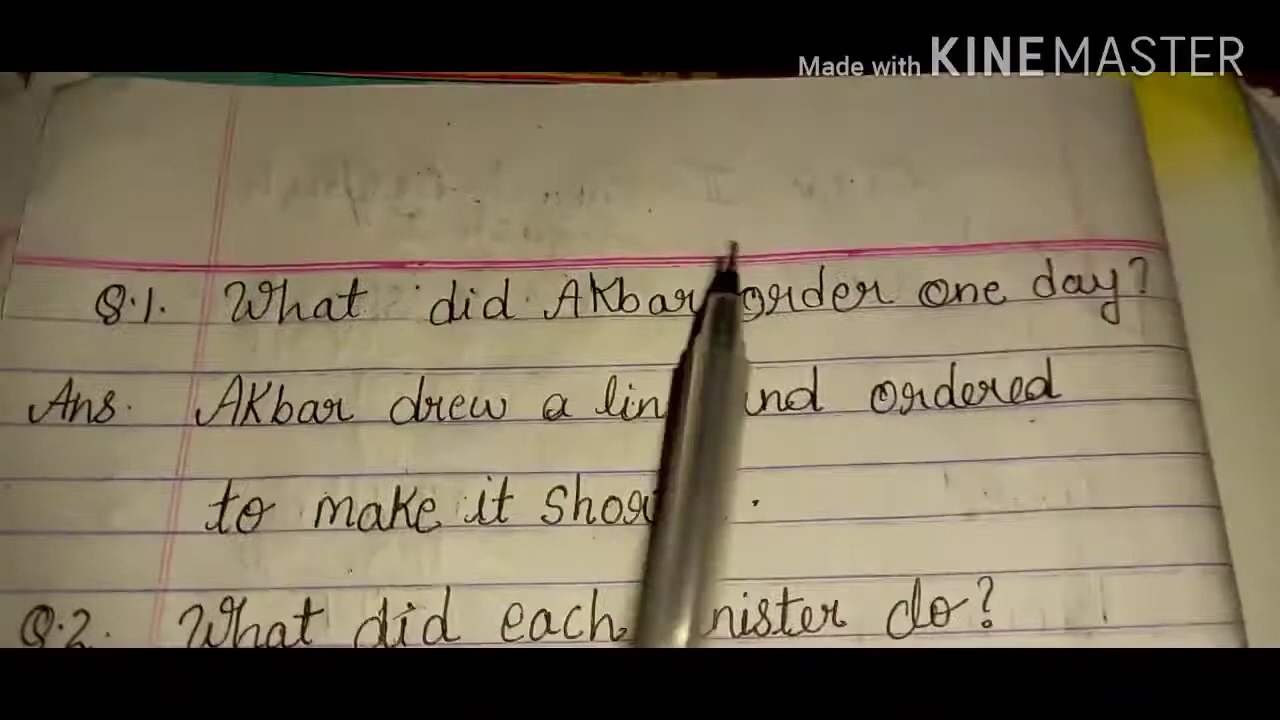 Made with KINEMASTER
Q.1. What did Akbar order one day?
Ans. Akbar drew a lin nd ordered
to make it shor .
Q.2. What did each nister do?